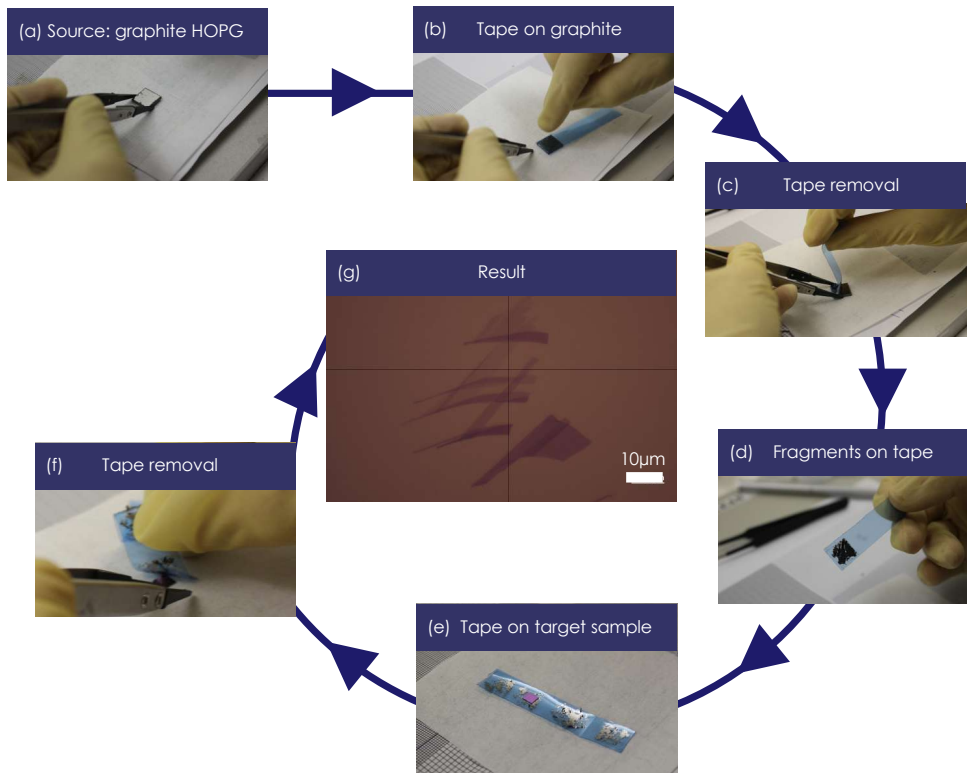 (a) Source: graphite HOPG
(b) Tape on graphite
(c) Tape removal
(d) Fragments on tape
(e) Tape on target sample
(f) Tape removal
(g) Result
10μm